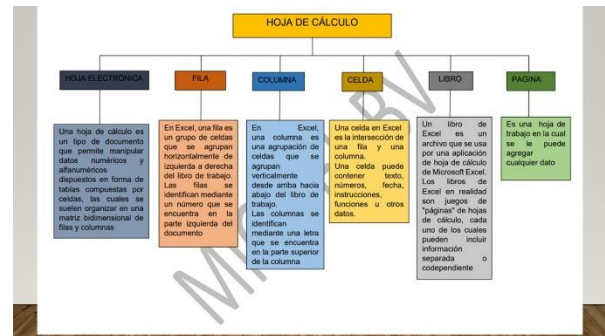 HOJA DE CÁLCULO
HOJA ELECTRÓNICA
FILA
COLUMNA
CELDA
LIBRO
PAGINA
Una hoja de cálculo es
un tipo de documento
que permite manipular
datos numéricos y
alfanuméricos
dispuestos en forma de
tablas compuestas por
celdas, las cuales se
suelen organizar en una
matriz bidimensional de
filas y columnas
En Excel, una fila es
un grupo de celdas
que se agrupan
horizontalmente de
izquierda a derecha
del libro de trabajo.
Las filas se
identifican mediante
un número que se
encuentra en la
parte izquierda del
documento
En Excel,
una columna es
una agrupación de
celdas que se
agrupan
verticalmente
desde arriba hacia
abajo del libro de
trabajo.
Las columnas se
identifican
mediante una letra
que se encuentra
en la parte superior
de la columna
Una celda en Excel
es la intersección de
una fila y una
columna.
Una celda puede
contener texto,
números, fecha,
instrucciones,
funciones u otros
datos.
Un libro de
Excel es un
archivo que se
usa por una aplicación
de hoja de cálculo
de Microsoft Excel.
Los libros de
Excel en realidad
son juegos de
"páginas" de hojas
de cálculo, cada
uno de los cuales
pueden incluir
información
separada o
codependiente
Es una hoja de
trabajo en la cual
se le puede
agregar
cualquier dato